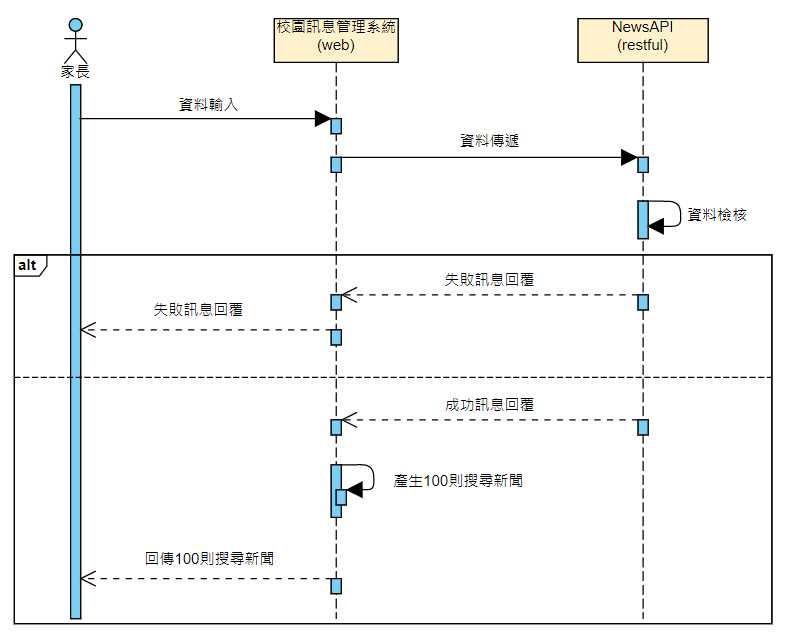 家長
校園訊息管理系統
(web)
NewsAPI
(restful)
資料輸入
資料傳遞
資料檢核
alt
失敗訊息回覆
失敗訊息回覆
成功訊息回覆
產生100則搜尋新聞
回傳100則搜尋新聞